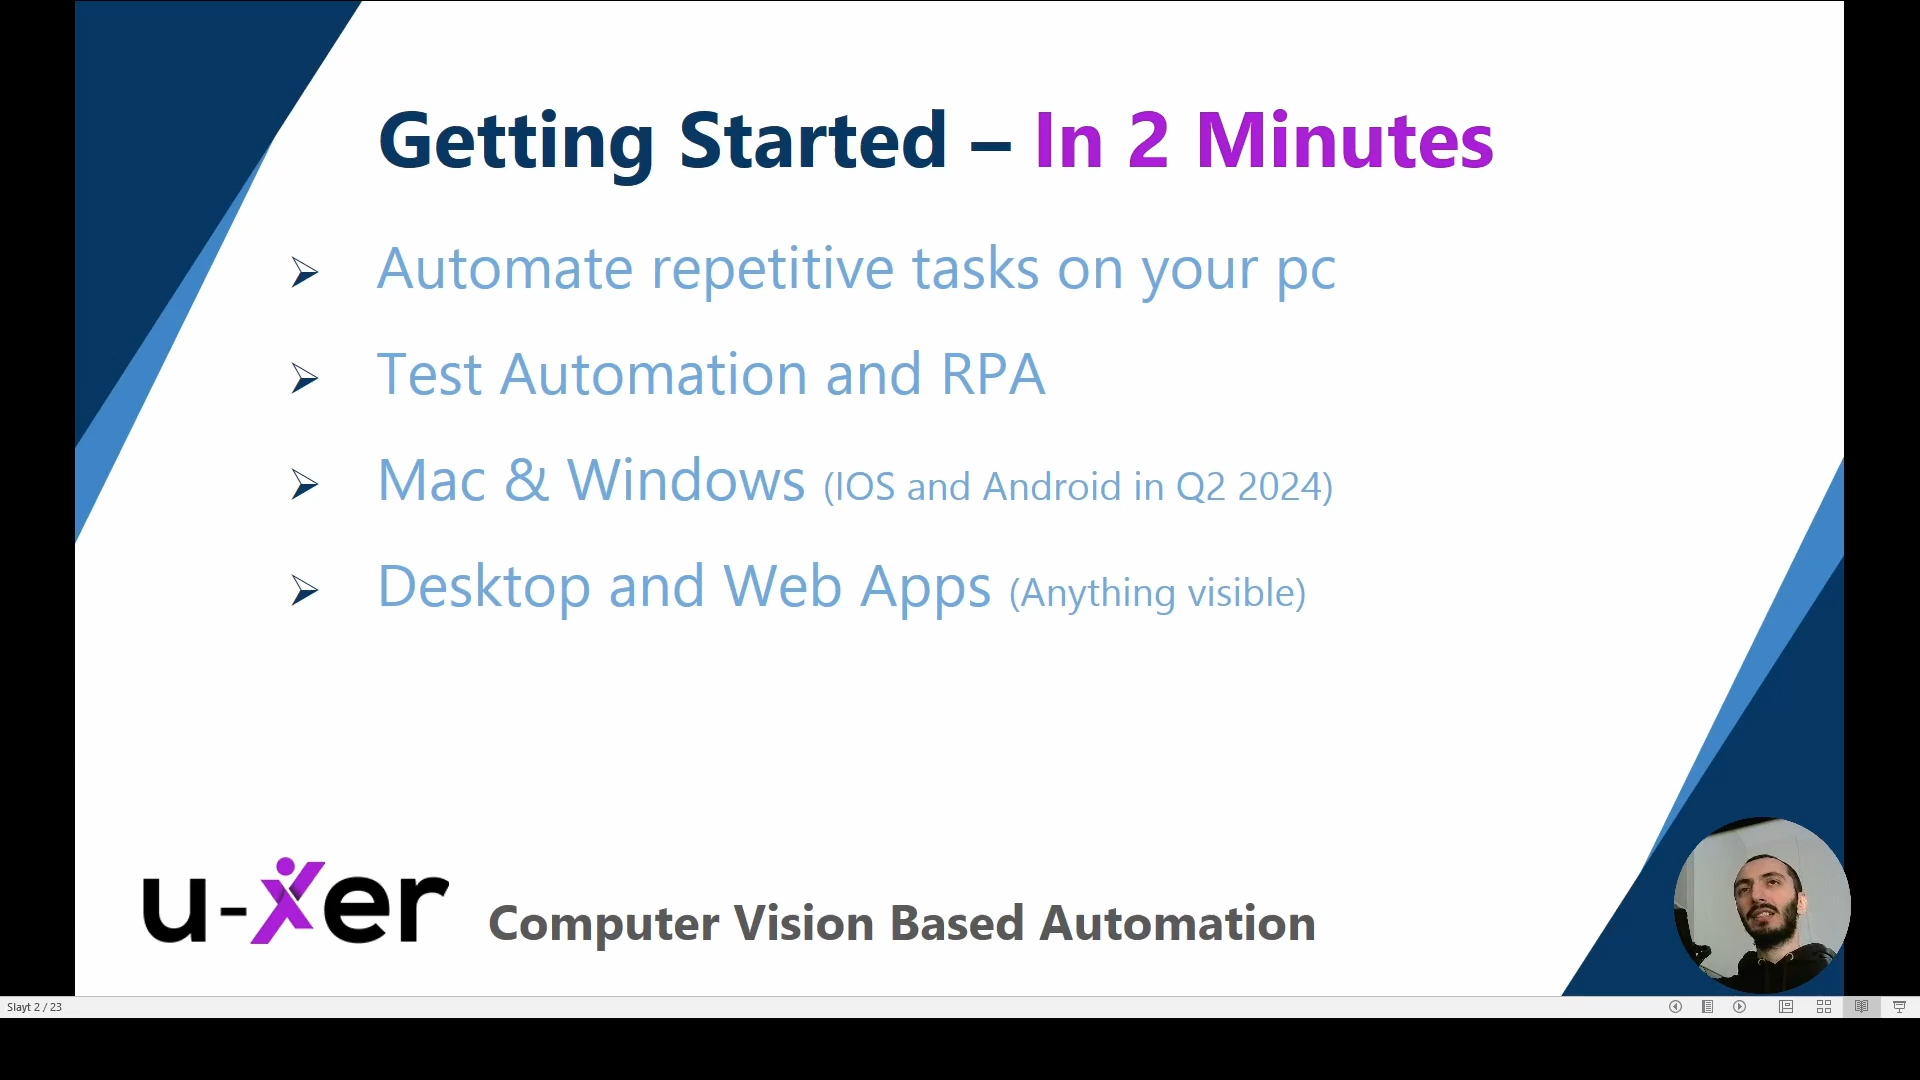 Getting Started – In 2 Minutes
Automate repetitive tasks on your pc
Test Automation and RPA
Mac & Windows (IOS and Android in Q2 2024)
Desktop and Web Apps (Anything visible)
u-xer
Computer Vision Based Automation
Slayt 2 / 23